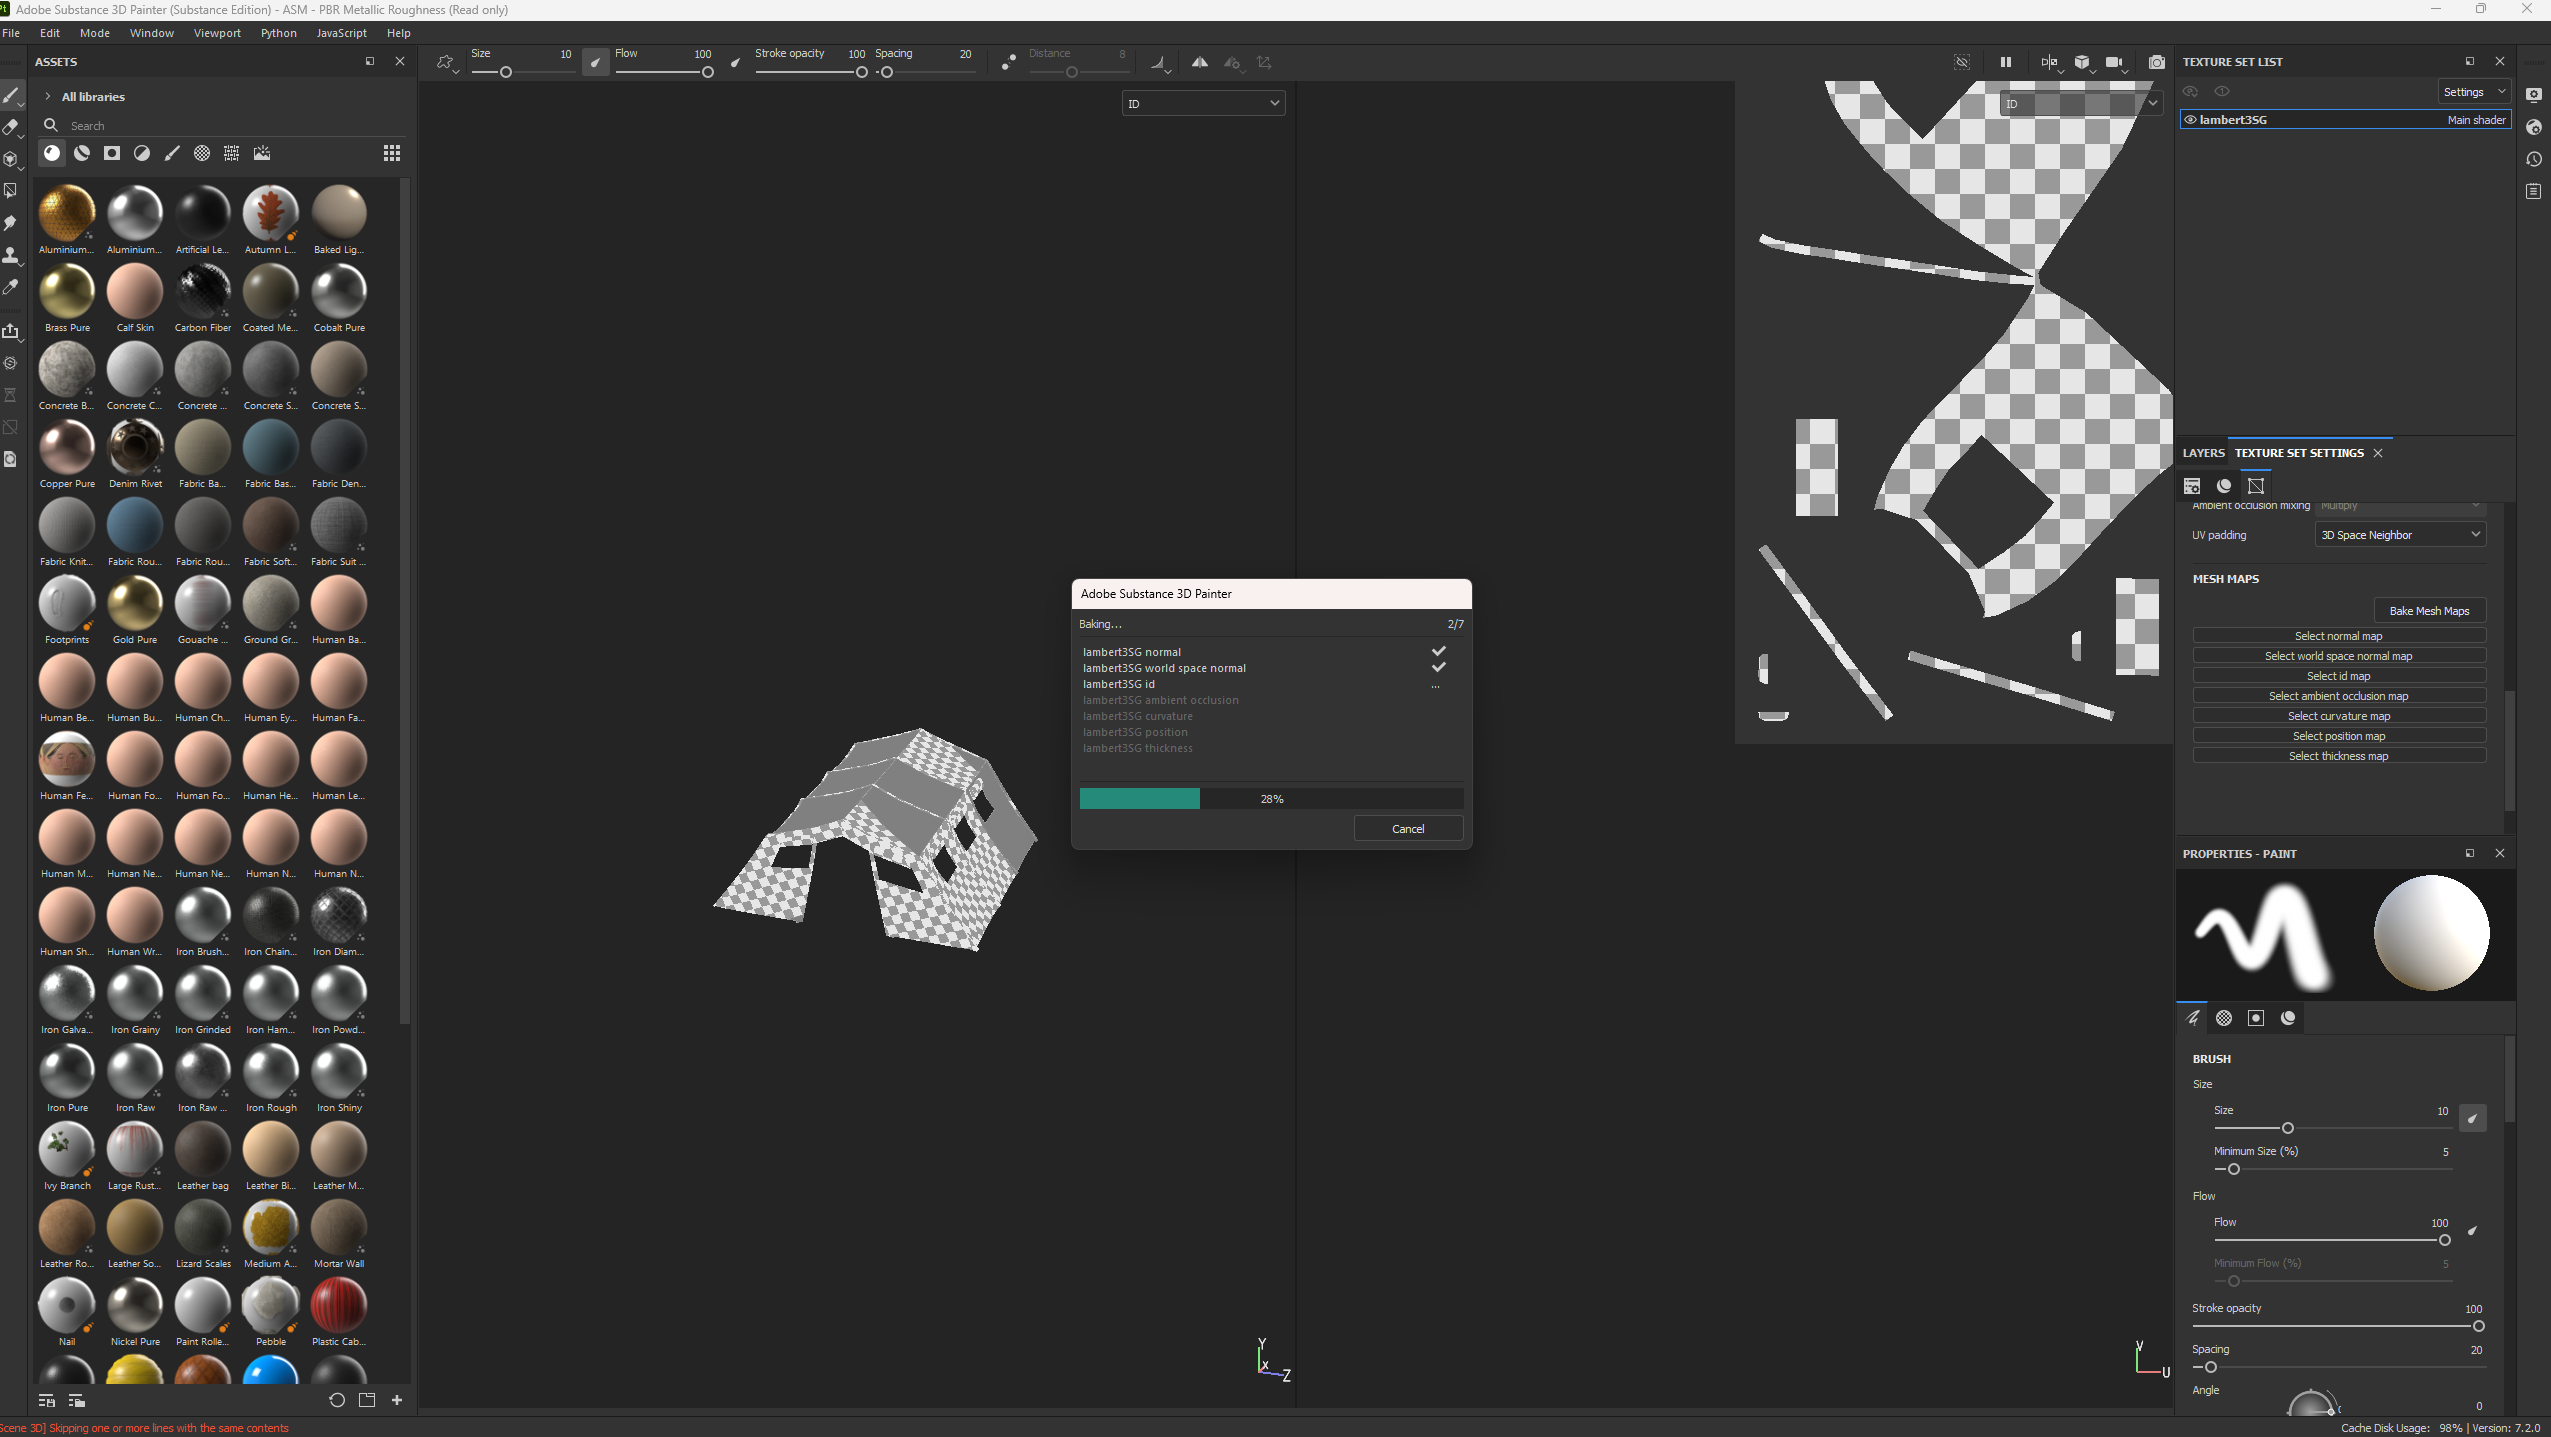 Pt Adobe Substance 3D Painter (Substance Edition) - ASM - PBR Metallic Roughness (Read only)
File Edit Mode Window Viewport Python JavaScript Help
ASSETS
All libraries
Search
Aluminium... Aluminium... Artificial Le... Autumn L... Baked Lig...
Brass Pure Calf Skin Carbon Fiber Coated Me... Cobalt Pure
Concrete B... Concrete C... Concrete ... Concrete S... Concrete S...
Copper Pure Denim Rivet Fabric Ba... Fabric Bas... Fabric Den...
Fabric Knit... Fabric Rou... Fabric Rou... Fabric Soft... Fabric Suit ...
Footprints Gold Pure Gouache ... Ground Gr... Human Ba...
Human Be... Human Bu... Human Ch... Human Ey... Human Fa...
Human Fe... Human Fo... Human Fo... Human He... Human Le...
Human M... Human Ne... Human Ne... Human N... Human N...
Human Sh... Human Wr... Iron Brush... Iron Chain... Iron Diam...
Iron Galva... Iron Grainy Iron Grinded Iron Ham... Iron Powd...
Iron Pure Iron Raw Iron Raw ... Iron Rough Iron Shiny
Ivy Branch Large Rust... Leather bag Leather Bi... Leather M...
Leather Ro... Leather So... Lizard Scales Medium A... Mortar Wall
Nail Nickel Pure Paint Rolle... Pebble Plastic Cab...
Size 10 Flow 100 Stroke opacity 100 Spacing 20 Distance 8
ID
ID
Y
X
Z
V
U
Adobe Substance 3D Painter
Baking... 2/7
lambert3SG normal
lambert3SG world space normal
lambert3SG id ...
lambert3SG ambient occlusion
lambert3SG curvature
lambert3SG position
lambert3SG thickness
28%
Cancel
TEXTURE SET LIST
Settings
lambert3SG Main shader
LAYERS TEXTURE SET SETTINGS
Ambient occlusion mixing Multiply
UV padding 3D Space Neighbor
MESH MAPS
Bake Mesh Maps
Select normal map
Select world space normal map
Select id map
Select ambient occlusion map
Select curvature map
Select position map
Select thickness map
PROPERTIES - PAINT
BRUSH
Size
Size 10
Minimum Size (%) 5
Flow
Flow 100
Minimum Flow (%) 5
Stroke opacity 100
Spacing 20
Angle
0
Scene 3D] Skipping one or more lines with the same contents
Cache Disk Usage: 98% | Version: 7.2.0